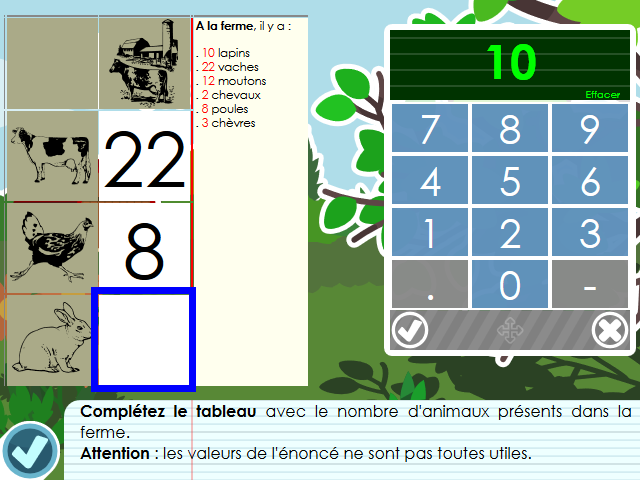 A la ferme, il y a :
. 10 lapins
. 22 vaches
. 12 moutons
. 2 chevaux
. 8 poules
. 3 chèvres
22
8
10
Effacer
7 8 9
4 5 6
1 2 3
. 0 -
Complétez le tableau avec le nombre d'animaux présents dans la
ferme.
Attention : les valeurs de l'énoncé ne sont pas toutes utiles.